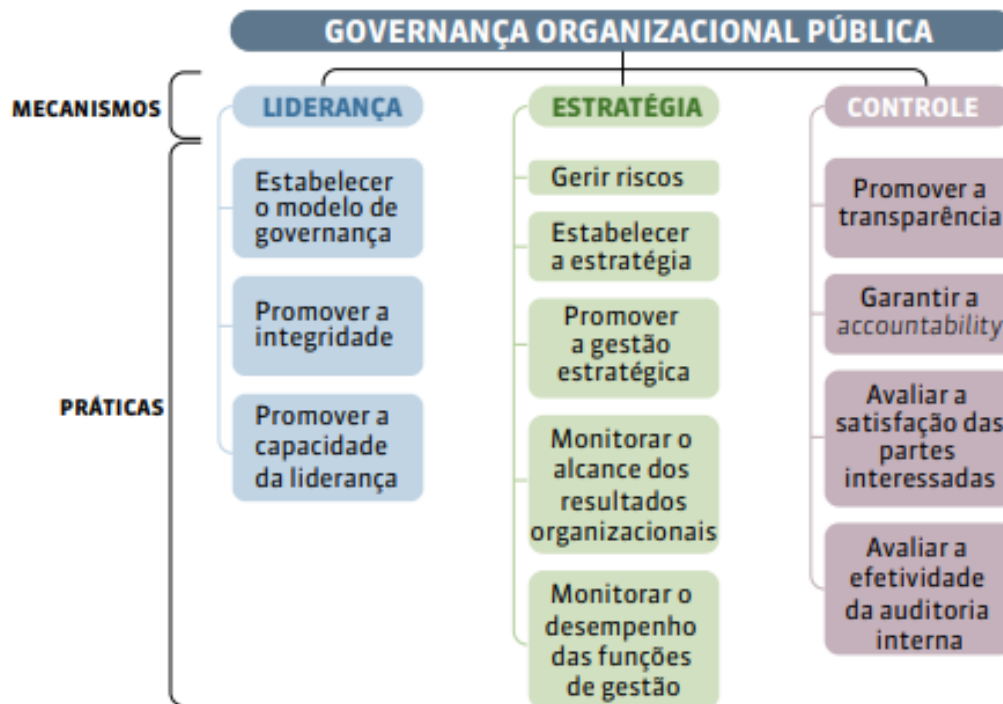 GOVERNANÇA ORGANIZACIONAL PÚBLICA
MECANISMOS
LIDERANÇA
ESTRATÉGIA
CONTROLE
PRÁTICAS
Estabelecer
o modelo de
governança
Promover a
integridade
Promover a
capacidade
da liderança
Gerir riscos
Estabelecer
a estratégia
Promover
a gestão
estratégica
Monitorar o
alcance dos
resultados
organizacionais
Monitorar o
desempenho
das funções
de gestão
Promover a
transparência
Garantir a
accountability
Avaliar a
satisfação das
partes
interessadas
Avaliar a
efetividade
da auditoria
interna